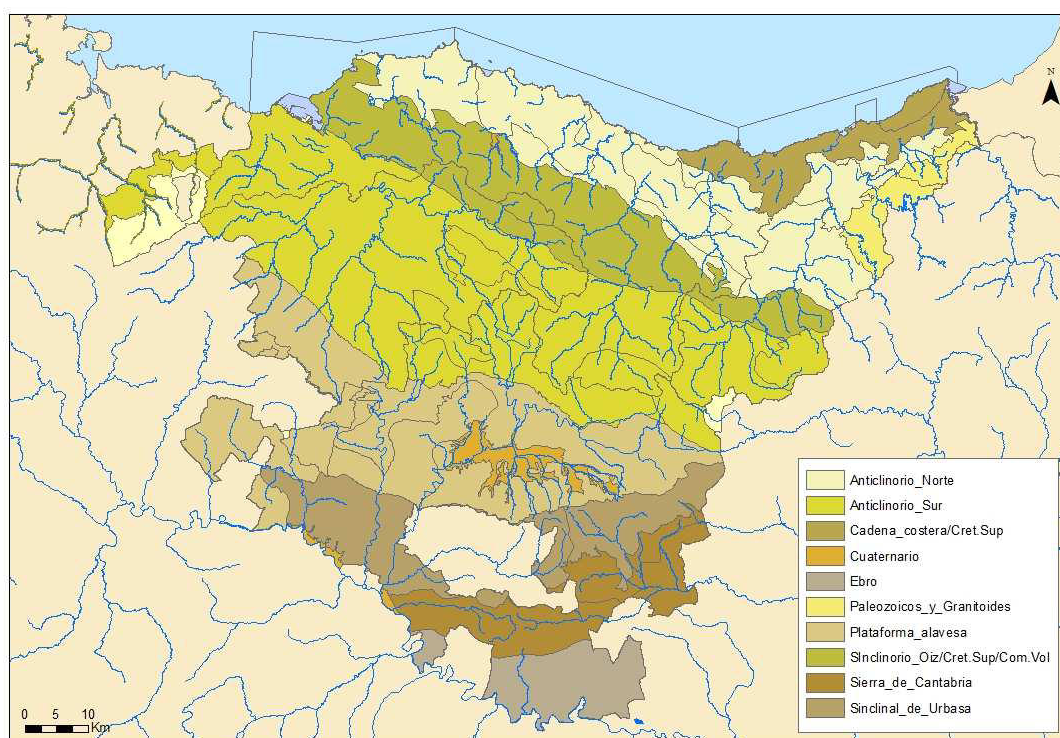 N
Anticlinorio_Norte
Anticlinorio_Sur
Cadena_costera/Cret.Sup
Cuaternario
Ebro
Paleozoicos_y_Granitoides
Plataforma_alavesa
SInclinorio_Oiz/Cret.Sup/Com.Vol
Sierra_de_Cantabria
Sinclinal_de_Urbasa
0 5 10
Km